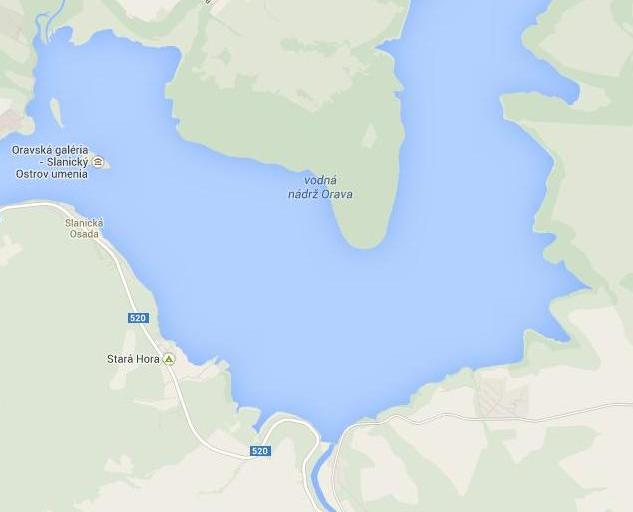 Oravská galéria
- Slanický
Ostrov umenia
vodná
nádrž Orava
Slanická
Osada
520
Stará Hora
520